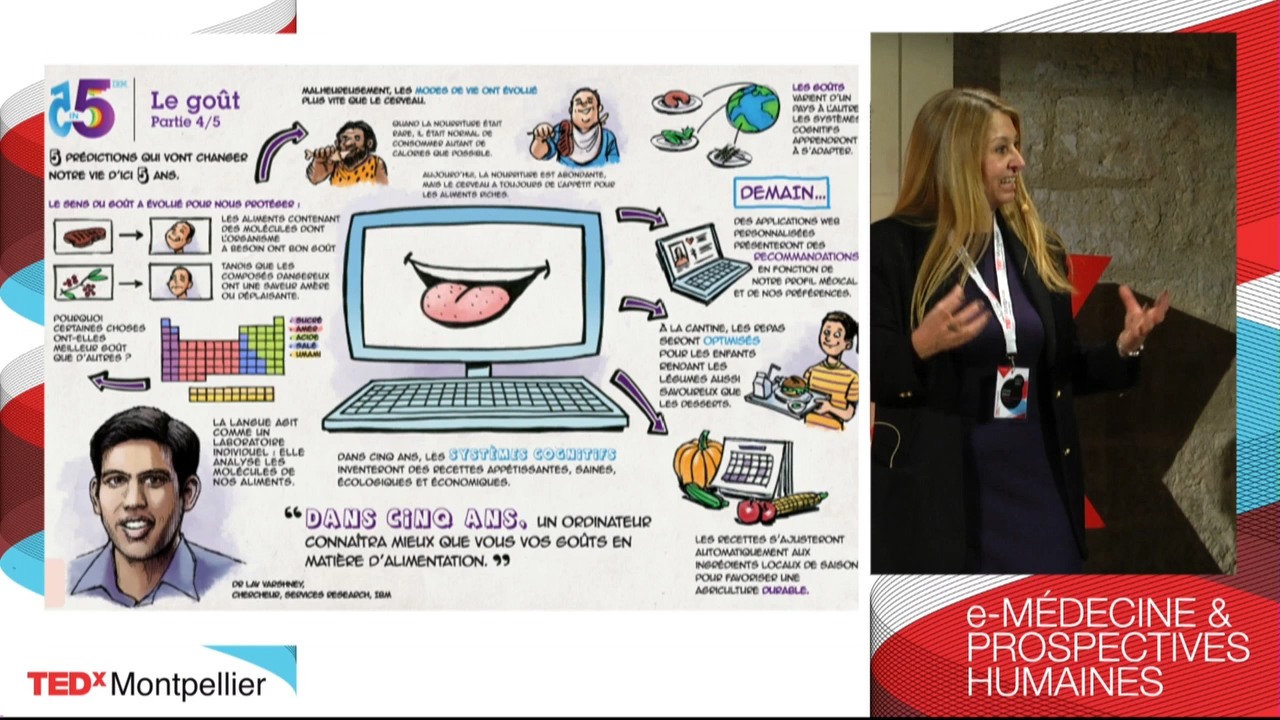 5 IN 5
IBM
Le goût
Partie 4/5
5 PRÉDICTIONS QUI VONT CHANGER
NOTRE VIE D'ICI 5 ANS.
MALHEUREUSEMENT, LES MODES DE VIE ONT ÉVOLUÉ
PLUS VITE QUE LE CERVEAU.
QUAND LA NOURRITURE ÉTAIT
RARE, IL ÉTAIT NORMAL DE
CONSOMMER AUTANT DE
CALORIES QUE POSSIBLE.
AUJOURD'HUI, LA NOURRITURE EST ABONDANTE,
MAIS LE CERVEAU A TOUJOURS DE L'APPÉTIT POUR
LES ALIMENTS RICHES.
LES GOÛTS
VARIENT D'UN
PAYS À L'AUTRE
LES SYSTÈMES
COGNITIFS
APPRENDRONT
À S'ADAPTER.
LE SENS DU GOÛT A ÉVOLUÉ POUR NOUS PROTÉGER :
LES ALIMENTS CONTENANT
DES MOLÉCULES DONT
L'ORGANISME
A BESOIN ONT BON GOÛT
TANDIS QUE LES
COMPOSÉS DANGEREUX
ONT UNE SAVEUR AMÈRE
OU DÉPLAISANTE.
POURQUOI
CERTAINES CHOSES
ONT-ELLES
MEILLEUR GOÛT
QUE D'AUTRES ?
SUCRÉ
AMER
ACIDE
SALÉ
UMAMI
LA LANGUE AGIT
COMME UN
LABORATOIRE
INDIVIDUEL : ELLE
ANALYSE LES
MOLÉCULES DE
NOS ALIMENTS.
DANS CINQ ANS, LES SYSTÈMES COGNITIFS
INVENTERONT DES RECETTES APPÉTISSANTES, SAINES,
ÉCOLOGIQUES ET ÉCONOMIQUES.
“DANS CINQ ANS, UN ORDINATEUR
CONNAÎTRA MIEUX QUE VOUS VOS GOÛTS EN
MATIÈRE D'ALIMENTATION.”
DR LAV VARSHNEY,
CHERCHEUR, SERVICES RESEARCH, IBM
DEMAIN...
DES APPLICATIONS WEB
PERSONNALISÉES
PRÉSENTERONT DES
RECOMMANDATIONS
EN FONCTION DE
NOTRE PROFIL MÉDICAL
ET DE NOS PRÉFÉRENCES.
À LA CANTINE, LES REPAS
SERONT OPTIMISÉS
POUR LES ENFANTS
RENDANT LES
LÉGUMES AUSSI
SAVOUREUX QUE
LES DESSERTS.
LES RECETTES S'AJUSTERONT
AUTOMATIQUEMENT AUX
INGRÉDIENTS LOCAUX DE SAISON
POUR FAVORISER UNE
AGRICULTURE DURABLE.
TEDx Montpellier
e-MÉDECINE &
PROSPECTIVES
HUMAINES